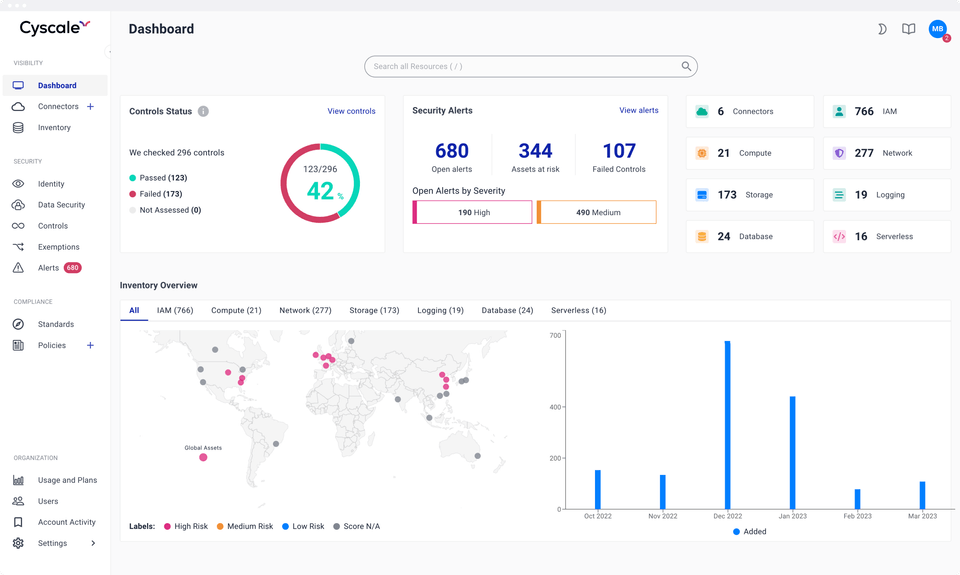 Cyscale
Dashboard
MB
2
VISIBILITY
Dashboard
Connectors +
Inventory
SECURITY
Identity
Data Security
Controls
Exemptions
Alerts 680
COMPLIANCE
Standards
Policies +
ORGANIZATION
Usage and Plans
Users
Account Activity
Settings
Search all Resources ( / )
Controls Status i View controls
We checked 296 controls
Passed (123)
Failed (173)
Not Assessed (0)
123/296
42 %
Security Alerts View alerts
680 344 107
Open alerts Assets at risk Failed Controls
Open Alerts by Severity
190 High 490 Medium
6 Connectors 766 IAM
21 Compute 277 Network
173 Storage 19 Logging
24 Database 16 Serverless
Inventory Overview
All IAM (766) Compute (21) Network (277) Storage (173) Logging (19) Database (24) Serverless (16)
Global Assets
Labels: High Risk Medium Risk Low Risk Score N/A
700
400
200
0
Oct 2022 Nov 2022 Dec 2022 Jan 2023 Feb 2023 Mar 2023
Added